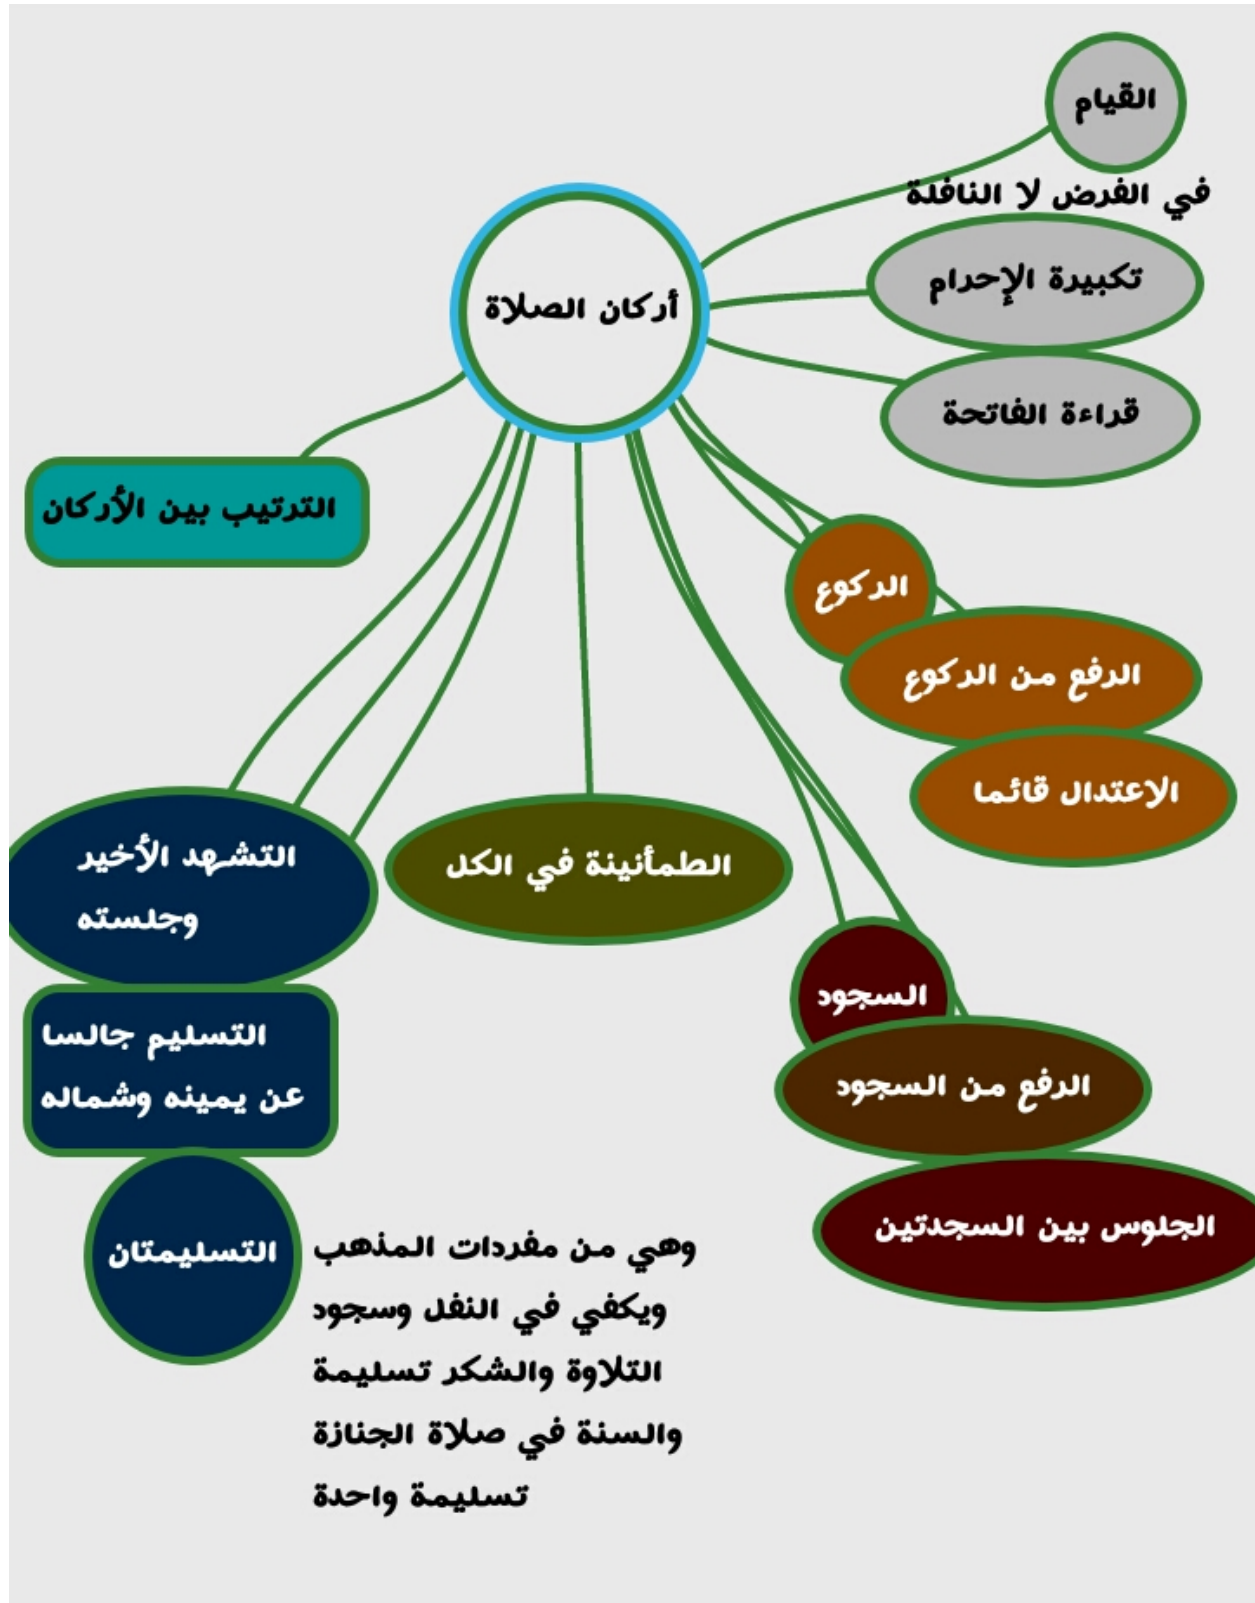 أركان الصلاة
القيام
في الفرض لا النافلة
تكبيرة الإحرام
قراءة الفاتحة
الركوع
الرفع من الركوع
الاعتدال قائما
السجود
الرفع من السجود
الجلوس بين السجدتين
الطمأنينة في الكل
التشهد الأخير
وجلسته
التسليم جالسا
عن يمينه وشماله
التسليمتان
وهي من مفردات المذهب
ويكفي في النفل وسجود
التلاوة والشكر تسليمة
والسنة في صلاة الجنازة
تسليمة واحدة
الترتيب بين الأركان